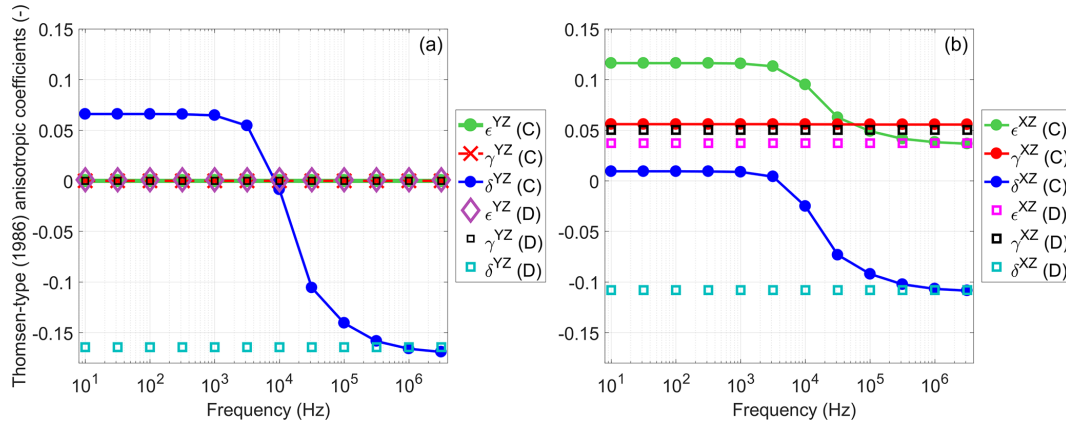 Thomsen-type (1986) anisotropic coefficients (-)
0.15
0.1
0.05
0
-0.05
-0.1
-0.15
(a)
10^1
10^2
10^3
10^4
10^5
10^6
Frequency (Hz)
ϵ^YZ (C)
γ^YZ (C)
δ^YZ (C)
ϵ^YZ (D)
γ^YZ (D)
δ^YZ (D)
0.15
0.1
0.05
0
-0.05
-0.1
-0.15
(b)
10^1
10^2
10^3
10^4
10^5
10^6
Frequency (Hz)
ϵ^XZ (C)
γ^XZ (C)
δ^XZ (C)
ϵ^XZ (D)
γ^XZ (D)
δ^XZ (D)